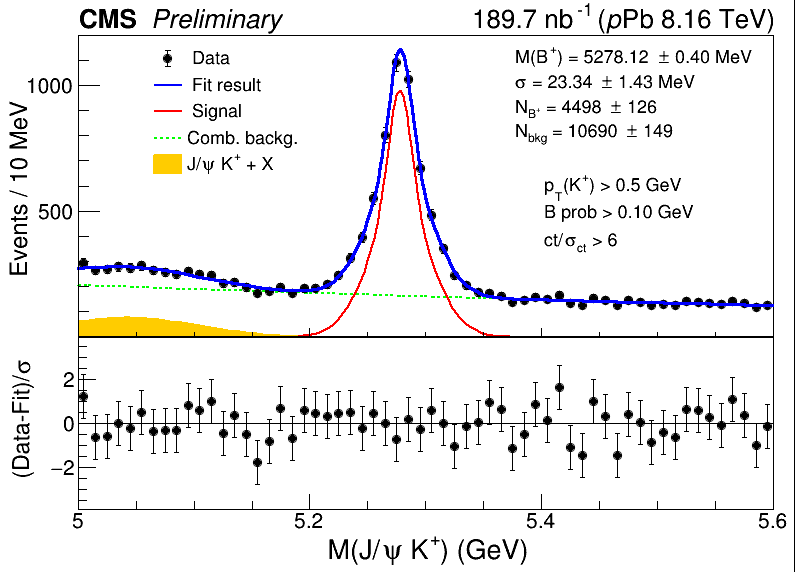 CMS Preliminary 189.7 nb⁻¹ (pPb 8.16 TeV)
Events / 10 MeV
1000
500
Data
Fit result
Signal
Comb. backg.
J/ψ K⁺ + X
M(B⁺) = 5278.12 ± 0.40 MeV
σ = 23.34 ± 1.43 MeV
N_B⁺ = 4498 ± 126
N_bkg = 10690 ± 149
p_T(K⁺) > 0.5 GeV
B prob > 0.10 GeV
ct/σ_ct > 6
(Data-Fit)/σ
2
0
−2
5 5.2 5.4 5.6
M(J/ψ K⁺) (GeV)